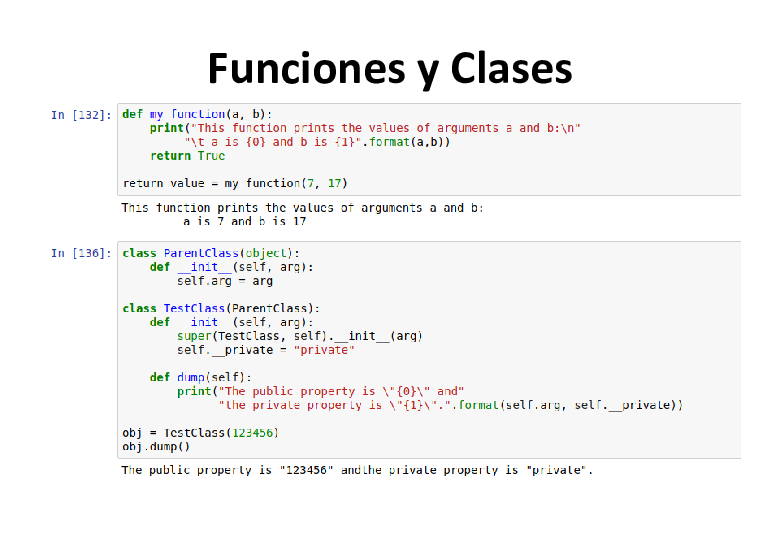 Funciones y Clases
In [132]: def my_function(a, b):
    print("This function prints the values of arguments a and b:\n"
         "\t a is {0} and b is {1}".format(a,b))
    return True

return_value = my_function(7, 17)
This function prints the values of arguments a and b:
         a is 7 and b is 17
In [136]: class ParentClass(object):
    def __init__(self, arg):
        self.arg = arg

class TestClass(ParentClass):
    def __init__(self, arg):
        super(TestClass, self).__init__(arg)
        self.__private = "private"

    def dump(self):
        print("The public property is \"{0}\" and"
              "the private property is \"{1}\".".format(self.arg, self.__private))

obj = TestClass(123456)
obj.dump()
The public property is "123456" andthe private property is "private".